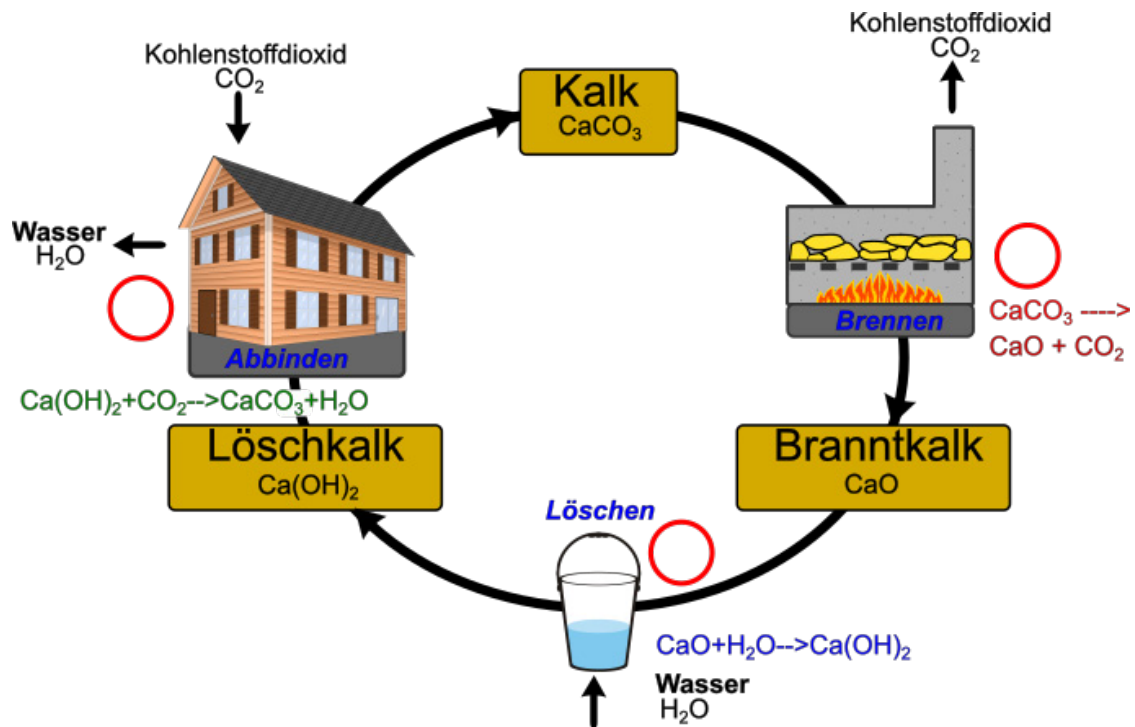 Kohlenstoffdioxid
CO₂
Kohlenstoffdioxid
CO₂
Kalk
CaCO₃
Wasser
H₂O
Brennen
CaCO₃ ---->
CaO + CO₂
Abbinden
Ca(OH)₂+CO₂-->CaCO₃+H₂O
Löschkalk
Ca(OH)₂
Branntkalk
CaO
Löschen
CaO+H₂O-->Ca(OH)₂
Wasser
H₂O